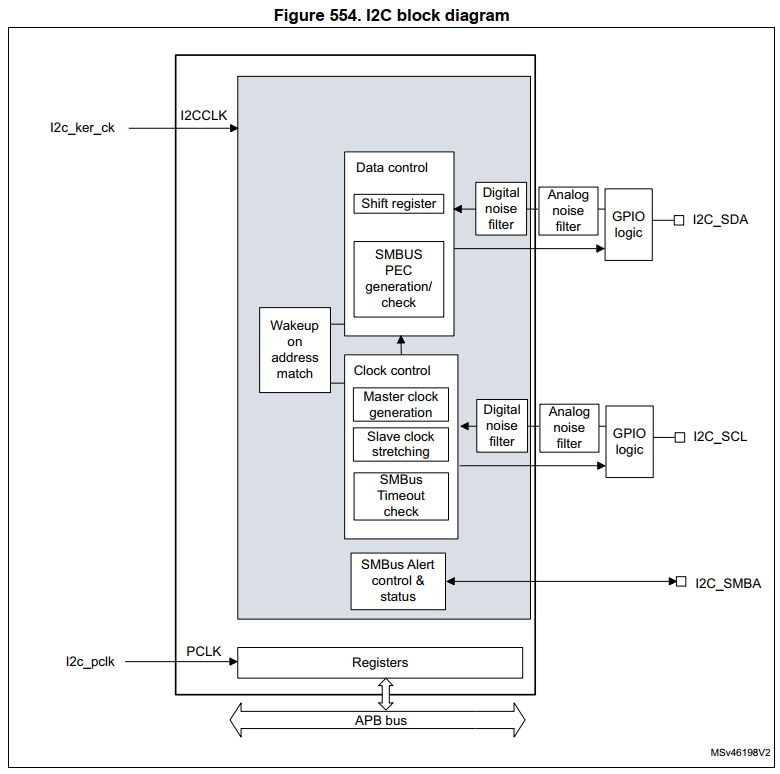 Figure 554. I2C block diagram
I2c_ker_ck
I2CCLK
Data control
Shift register
SMBUS
PEC
generation/
check
Digital
noise
filter
Analog
noise
filter
GPIO
logic
I2C_SDA
Wakeup
on
address
match
Clock control
Master clock
generation
Slave clock
stretching
SMBus
Timeout
check
Digital
noise
filter
Analog
noise
filter
GPIO
logic
I2C_SCL
SMBus Alert
control &
status
I2C_SMBA
I2c_pclk
PCLK
Registers
APB bus
MSv46198V2